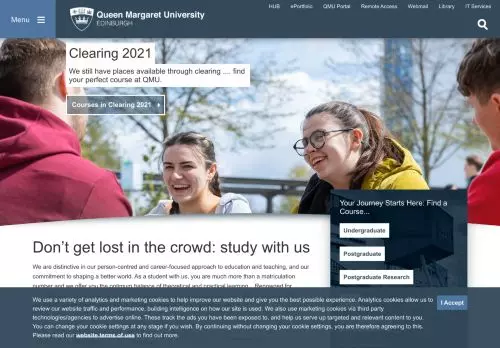 Menu
Queen Margaret University
EDINBURGH
HUB ePortfolio QMU Portal Remote Access Webmail Library IT Services
Clearing 2021
We still have places available through clearing .... find
your perfect course at QMU.
Courses in Clearing 2021
Your Journey Starts Here: Find a
Course...
Undergraduate
Postgraduate
Postgraduate Research
Don't get lost in the crowd: study with us
We are distinctive in our person-centred and career-focused approach to education and teaching, and our
commitment to shaping a better world. As a student with us, you are much more than a matriculation
number and we offer you the optimum balance of theoretical and practical learning. Renowned for
We use a variety of analytics and marketing cookies to help improve our website and give you the best possible experience. Analytics cookies allow us to
review our website traffic and performance, building intelligence on how our site is used. We also use marketing cookies via third party
technologies/agencies to advertise online. These track the ads you have been exposed to, and help us serve up targeted and relevant content to you.
You can change your cookie settings at any stage if you wish. By continuing without changing your cookie settings, you are therefore agreeing to this.
Please read our website terms of use to find out more.
I Accept